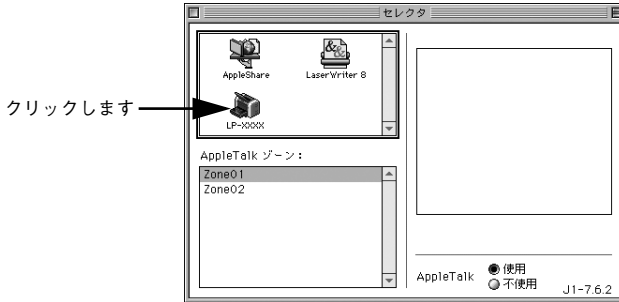 セレクタ
AppleShare
LaserWriter 8
クリックします
LP-XXXX
AppleTalk ゾーン：
Zone01
Zone02
AppleTalk
使用
不使用
J1-7.6.2